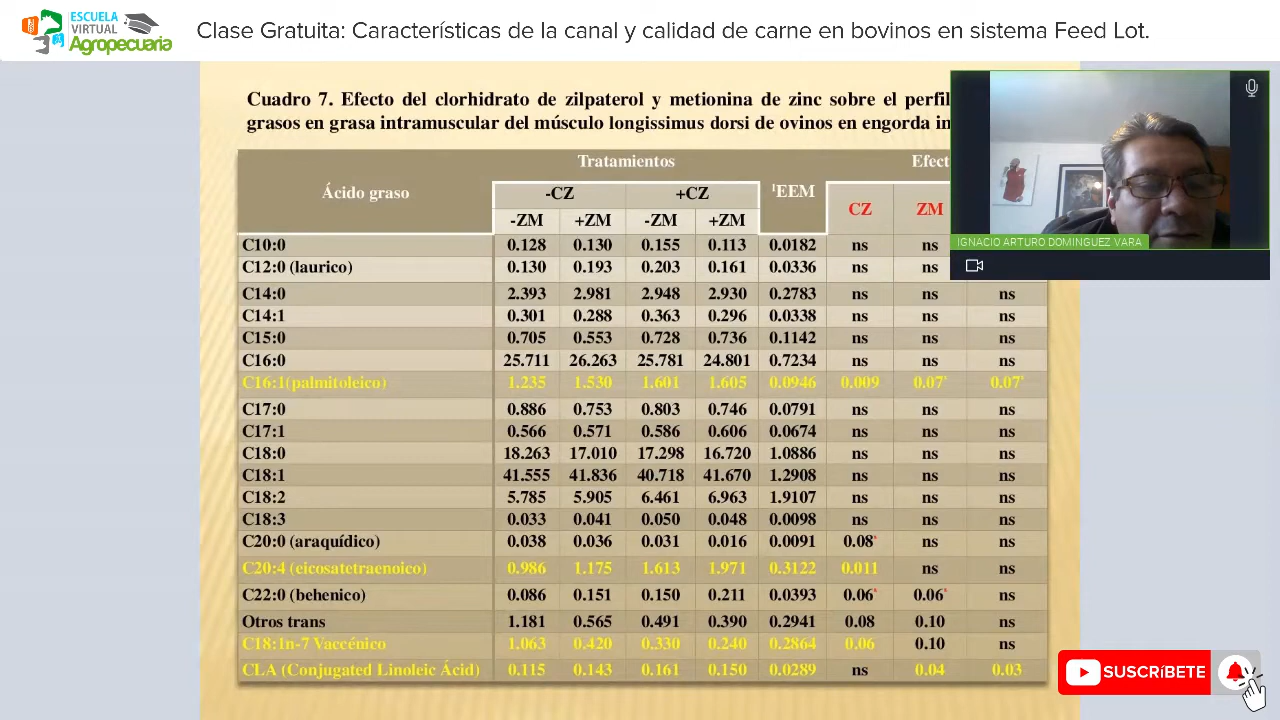 ESCUELA
VIRTUAL
Agropecuaria
Clase Gratuita: Características de la canal y calidad de carne en bovinos en sistema Feed Lot.
Cuadro 7. Efecto del clorhidrato de zilpaterol y metionina de zinc sobre el perfil
grasos en grasa intramuscular del músculo longissimus dorsi de ovinos en engorda in
Tratamientos Efect
Ácido graso -CZ +CZ ¹EEM CZ ZM
-ZM +ZM -ZM +ZM
IGNACIO ARTURO DOMINGUEZ VARA
C10:0 0.128 0.130 0.155 0.113 0.0182 ns ns
C12:0 (laurico) 0.130 0.193 0.203 0.161 0.0336 ns ns
C14:0 2.393 2.981 2.948 2.930 0.2783 ns ns ns
C14:1 0.301 0.288 0.363 0.296 0.0338 ns ns ns
C15:0 0.705 0.553 0.728 0.736 0.1142 ns ns ns
C16:0 25.711 26.263 25.781 24.801 0.7234 ns ns ns
C16:1(palmitoleico) 1.235 1.530 1.601 1.605 0.0946 0.009 0.07* 0.07*
C17:0 0.886 0.753 0.803 0.746 0.0791 ns ns ns
C17:1 0.566 0.571 0.586 0.606 0.0674 ns ns ns
C18:0 18.263 17.010 17.298 16.720 1.0886 ns ns ns
C18:1 41.555 41.836 40.718 41.670 1.2908 ns ns ns
C18:2 5.785 5.905 6.461 6.963 1.9107 ns ns ns
C18:3 0.033 0.041 0.050 0.048 0.0098 ns ns ns
C20:0 (araquídico) 0.038 0.036 0.031 0.016 0.0091 0.08* ns ns
C20:4 (eicosatetraenoico) 0.986 1.175 1.613 1.971 0.3122 0.011 ns ns
C22:0 (behenico) 0.086 0.151 0.150 0.211 0.0393 0.06* 0.06* ns
Otros trans 1.181 0.565 0.491 0.390 0.2941 0.08 0.10 ns
C18:1n-7 Vaccénico 1.063 0.420 0.330 0.240 0.2864 0.06 0.10 ns
CLA (Conjugated Linoleic Ácid) 0.115 0.143 0.161 0.150 0.0289 ns 0.04 0.03
SUSCRíBETE